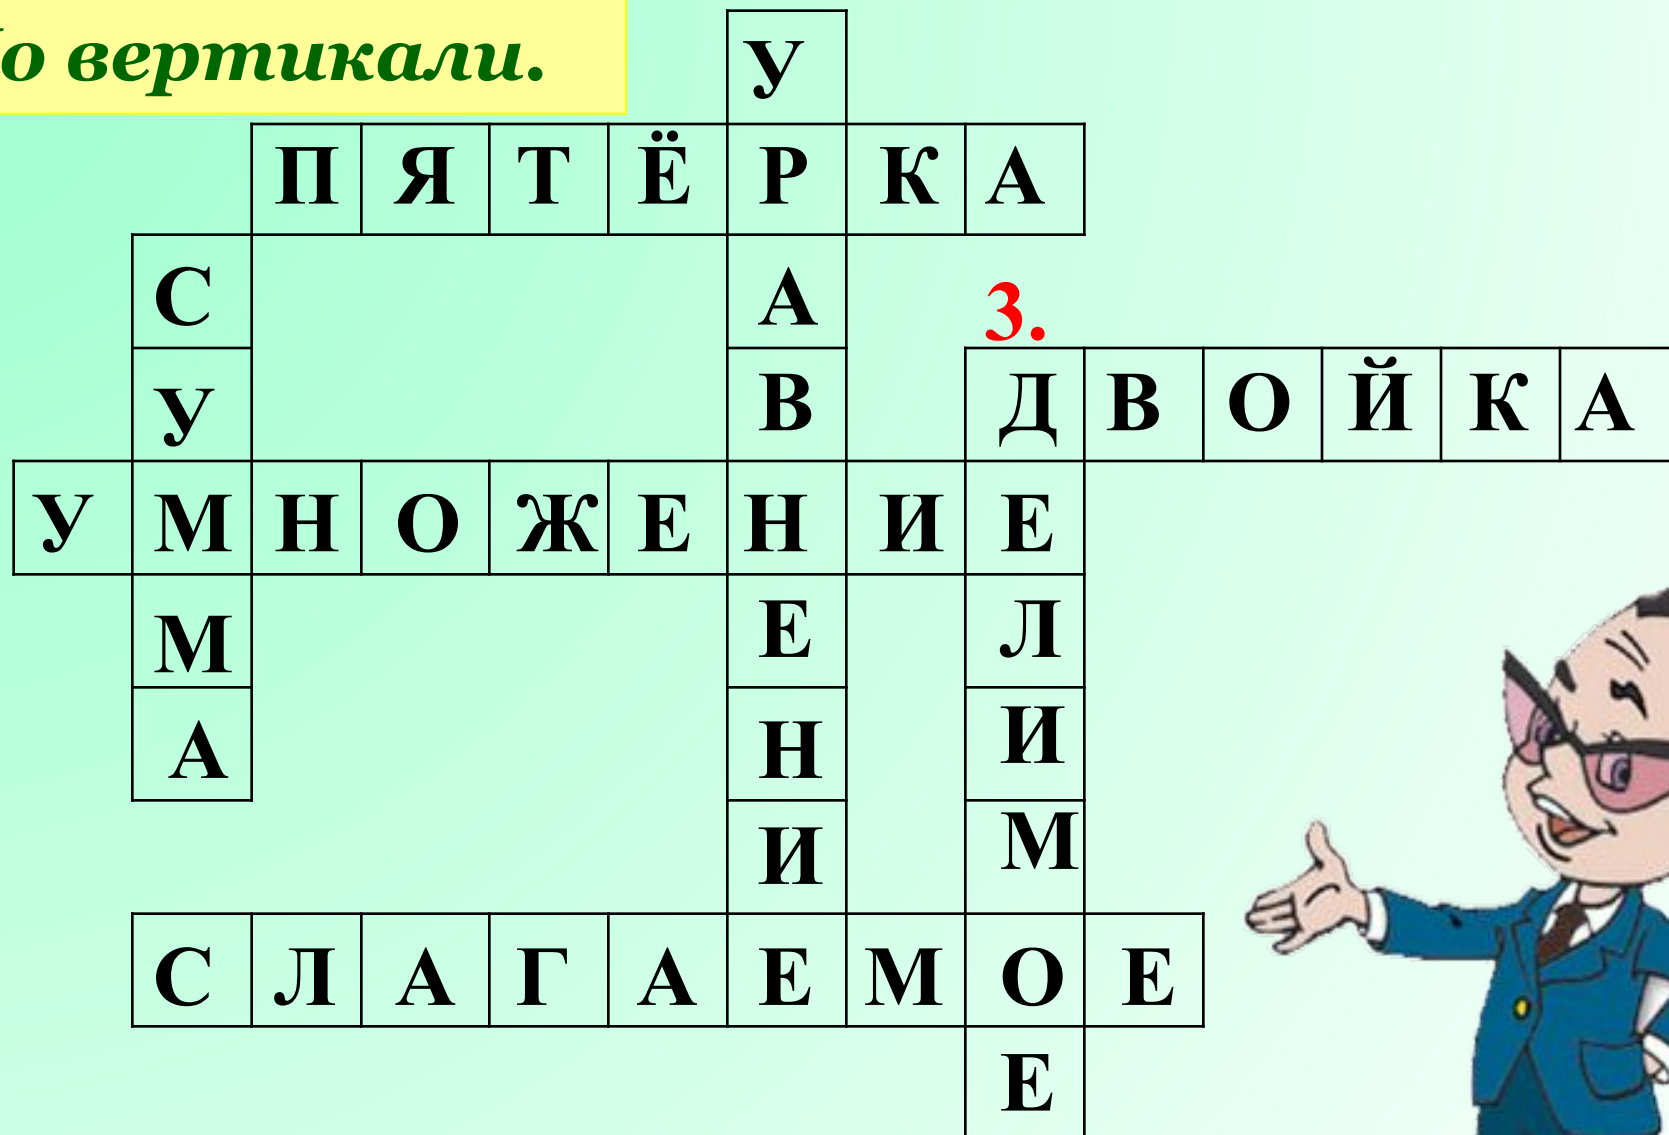 о вертикали.
У
ПЯТЁРКА
С А 3.
У В ДВОЙКА
УМНОЖЕНИЕ
М Е Л
А Н И
И М
СЛАГАЕМОЕ
Е